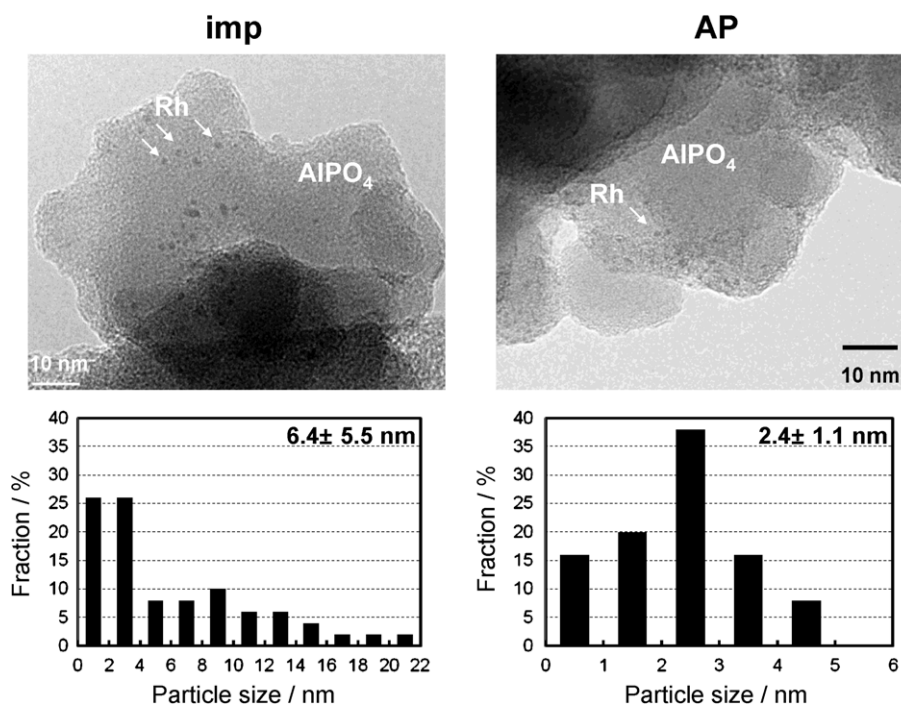 imp
Rh
AlPO4
10 nm
AP
AlPO4
Rh
10 nm
6.4± 5.5 nm
Fraction / %
40
35
30
25
20
15
10
5
0
0 2 4 6 8 10 12 14 16 18 20 22
Particle size / nm
2.4± 1.1 nm
Fraction / %
40
35
30
25
20
15
10
5
0
0 1 2 3 4 5 6
Particle size / nm